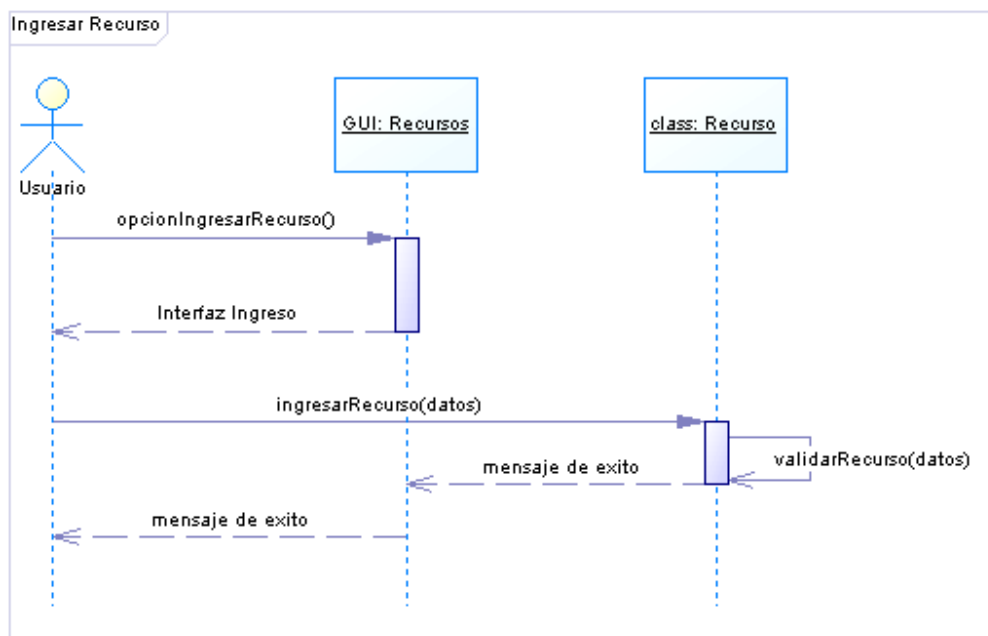 Ingresar Recurso
GUI: Recursos
class: Recurso
Usuario
opcionIngresarRecurso()
Interfaz Ingreso
ingresarRecurso(datos)
validarRecurso(datos)
mensaje de exito
mensaje de exito